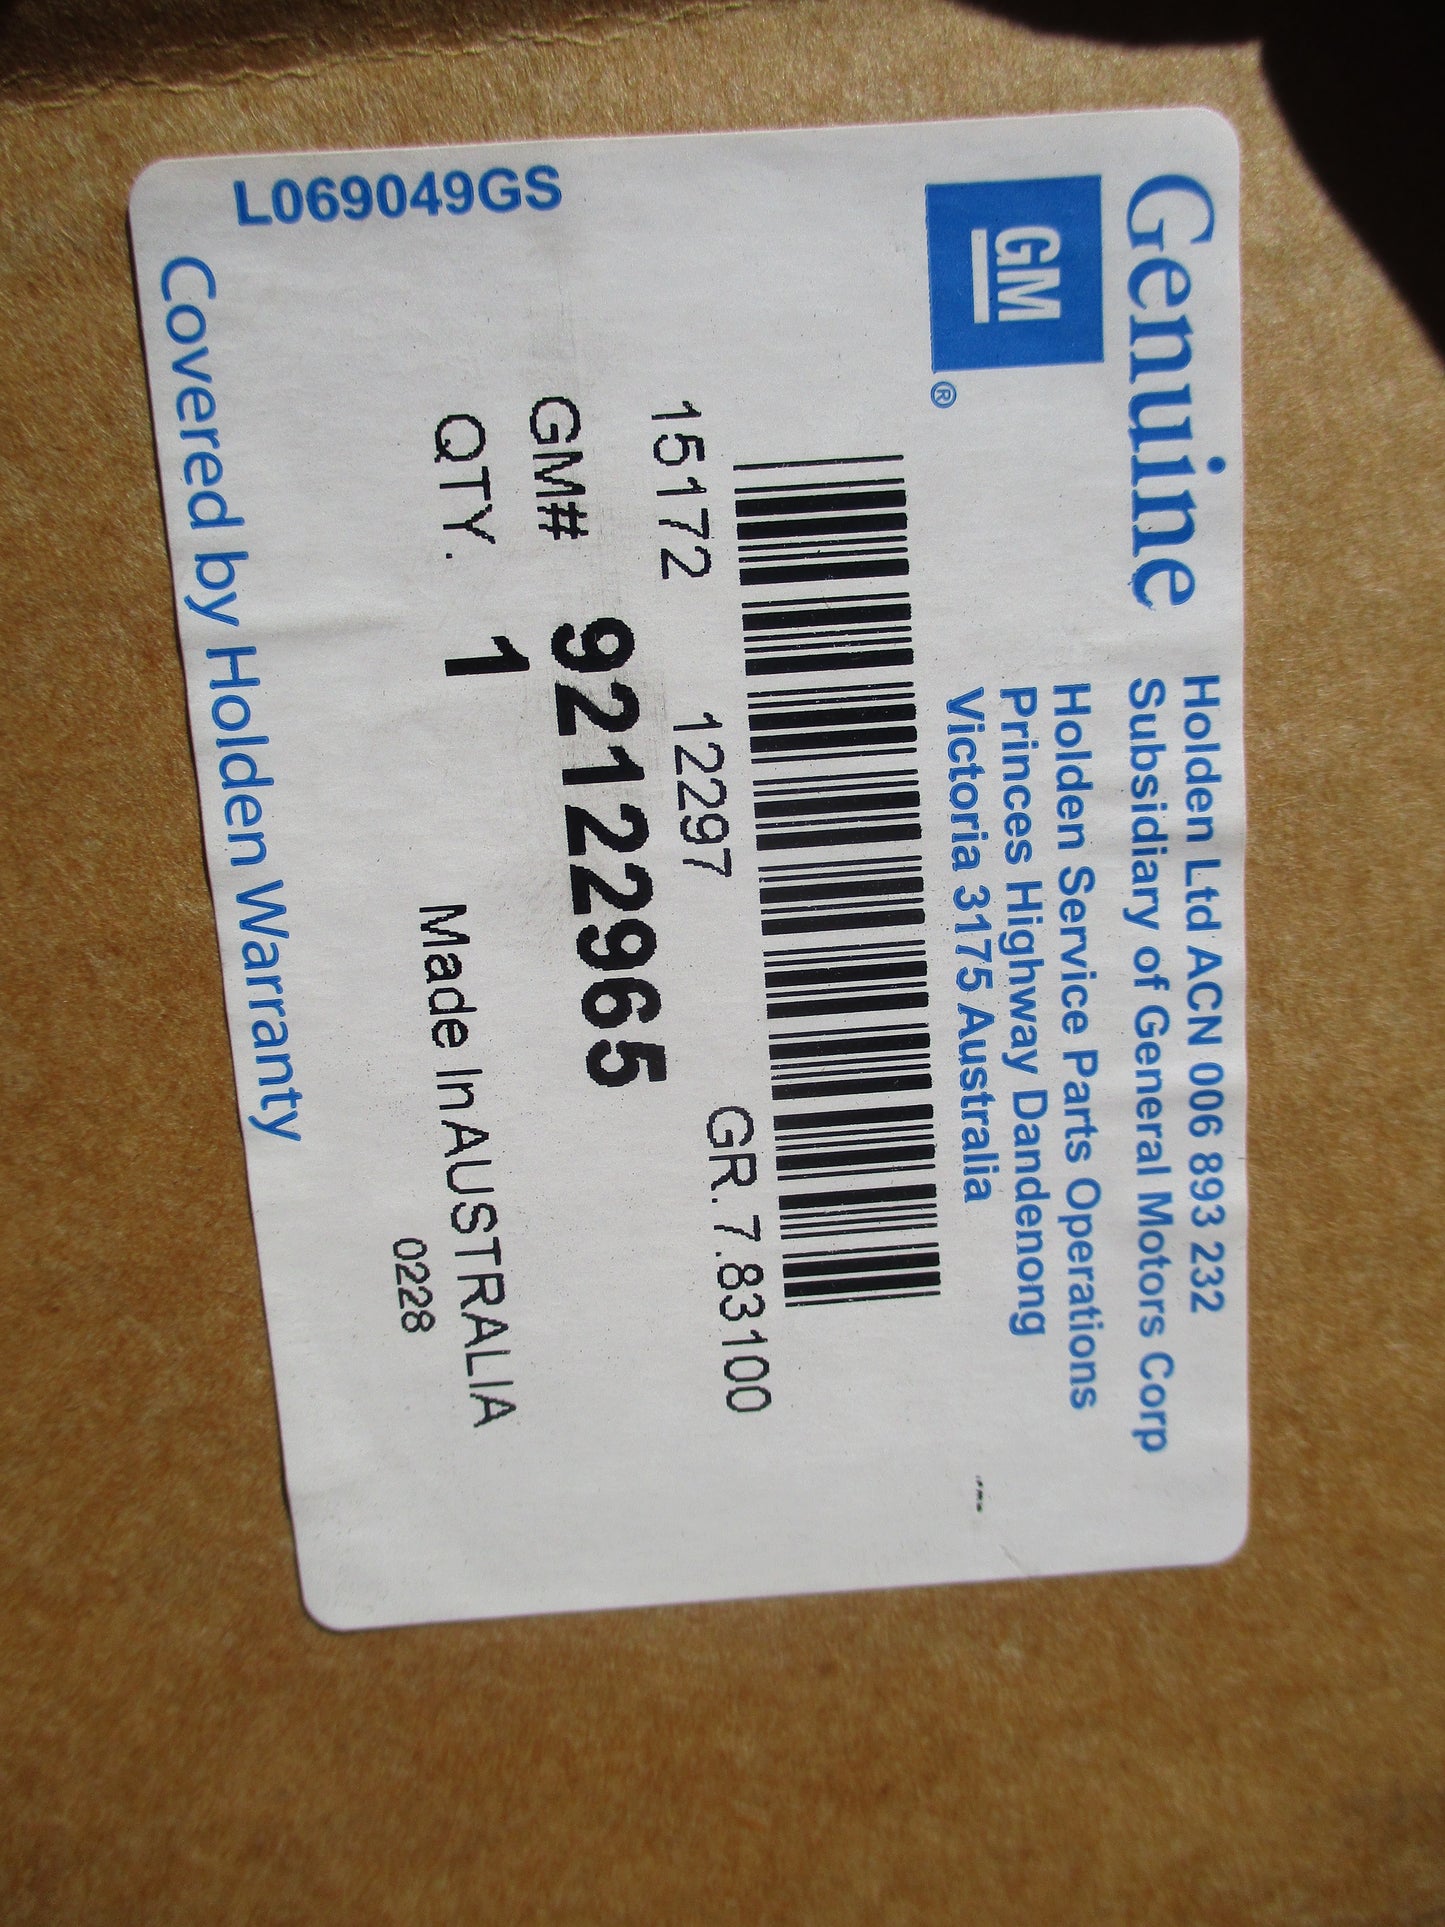 Genuine
GM
®
Holden Ltd ACN 006 893 232
Subsidiary of General Motors Corp
Holden Service Parts Operations
Princes Highway Dandenong
Victoria 3175 Australia
15172 12297 GR.7.83100
GM# 92122965
QTY. 1 Made In AUSTRALIA
0228
L069049GS
Covered by Holden Warranty